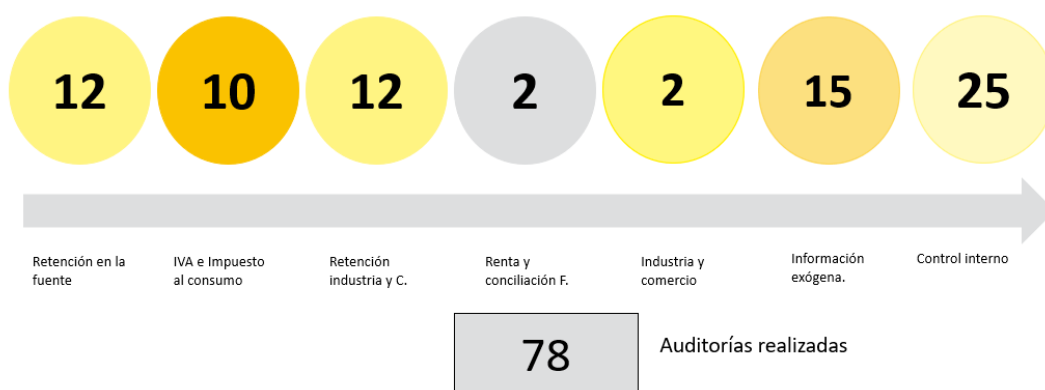 12 10 12 2 2 15 25
Retención en la
fuente
IVA e Impuesto
al consumo
Retención
industria y C.
Renta y
conciliación F.
Industria y
comercio
Información
exógena.
Control interno
78
Auditorías realizadas